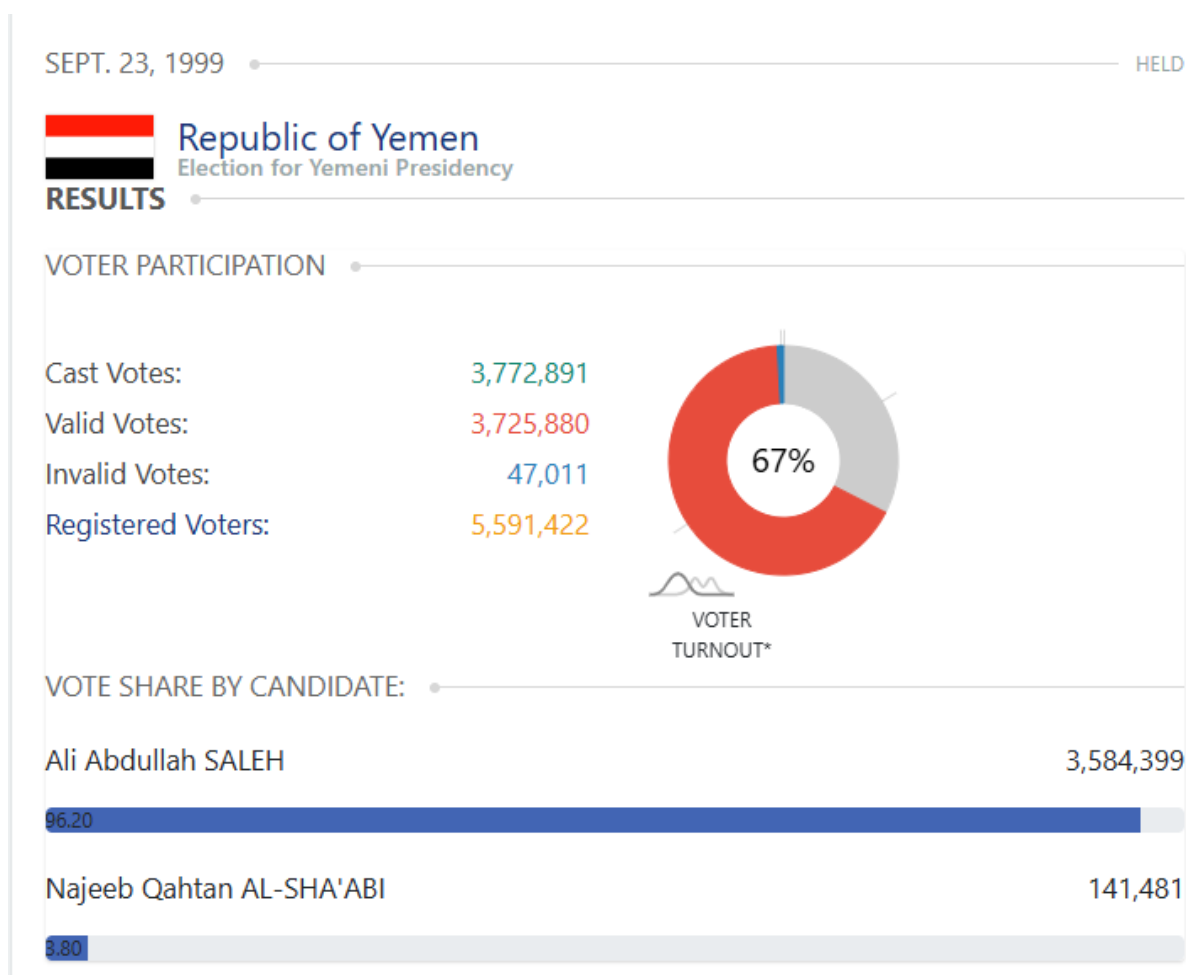 SEPT. 23, 1999 HELD
Republic of Yemen
Election for Yemeni Presidency
RESULTS
VOTER PARTICIPATION
Cast Votes: 3,772,891
Valid Votes: 3,725,880
Invalid Votes: 47,011
Registered Voters: 5,591,422
67%
VOTER
TURNOUT*
VOTE SHARE BY CANDIDATE:
Ali Abdullah SALEH 3,584,399
96.20
Najeeb Qahtan AL-SHA'ABI 141,481
3.80